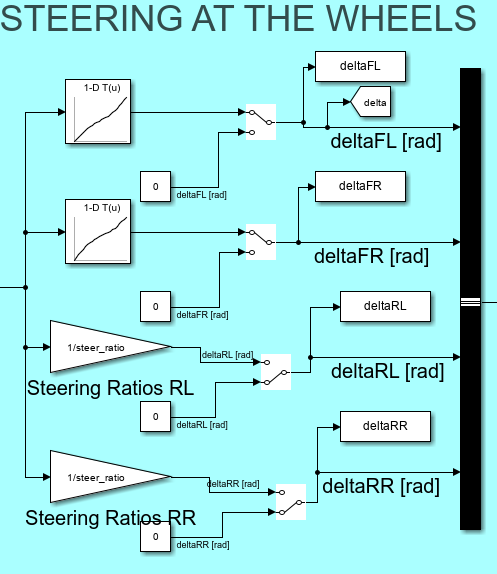 STEERING AT THE WHEELS
deltaFL
1-D T(u)
delta
deltaFL [rad]
0
deltaFL [rad]
deltaFR
1-D T(u)
deltaFR [rad]
0
deltaFR [rad]
deltaRL
1/steer_ratio
deltaRL [rad]
deltaRL [rad]
Steering Ratios RL
0
deltaRL [rad]
deltaRR
1/steer_ratio
deltaRR [rad]
deltaRR [rad]
Steering Ratios RR
0
deltaRR [rad]